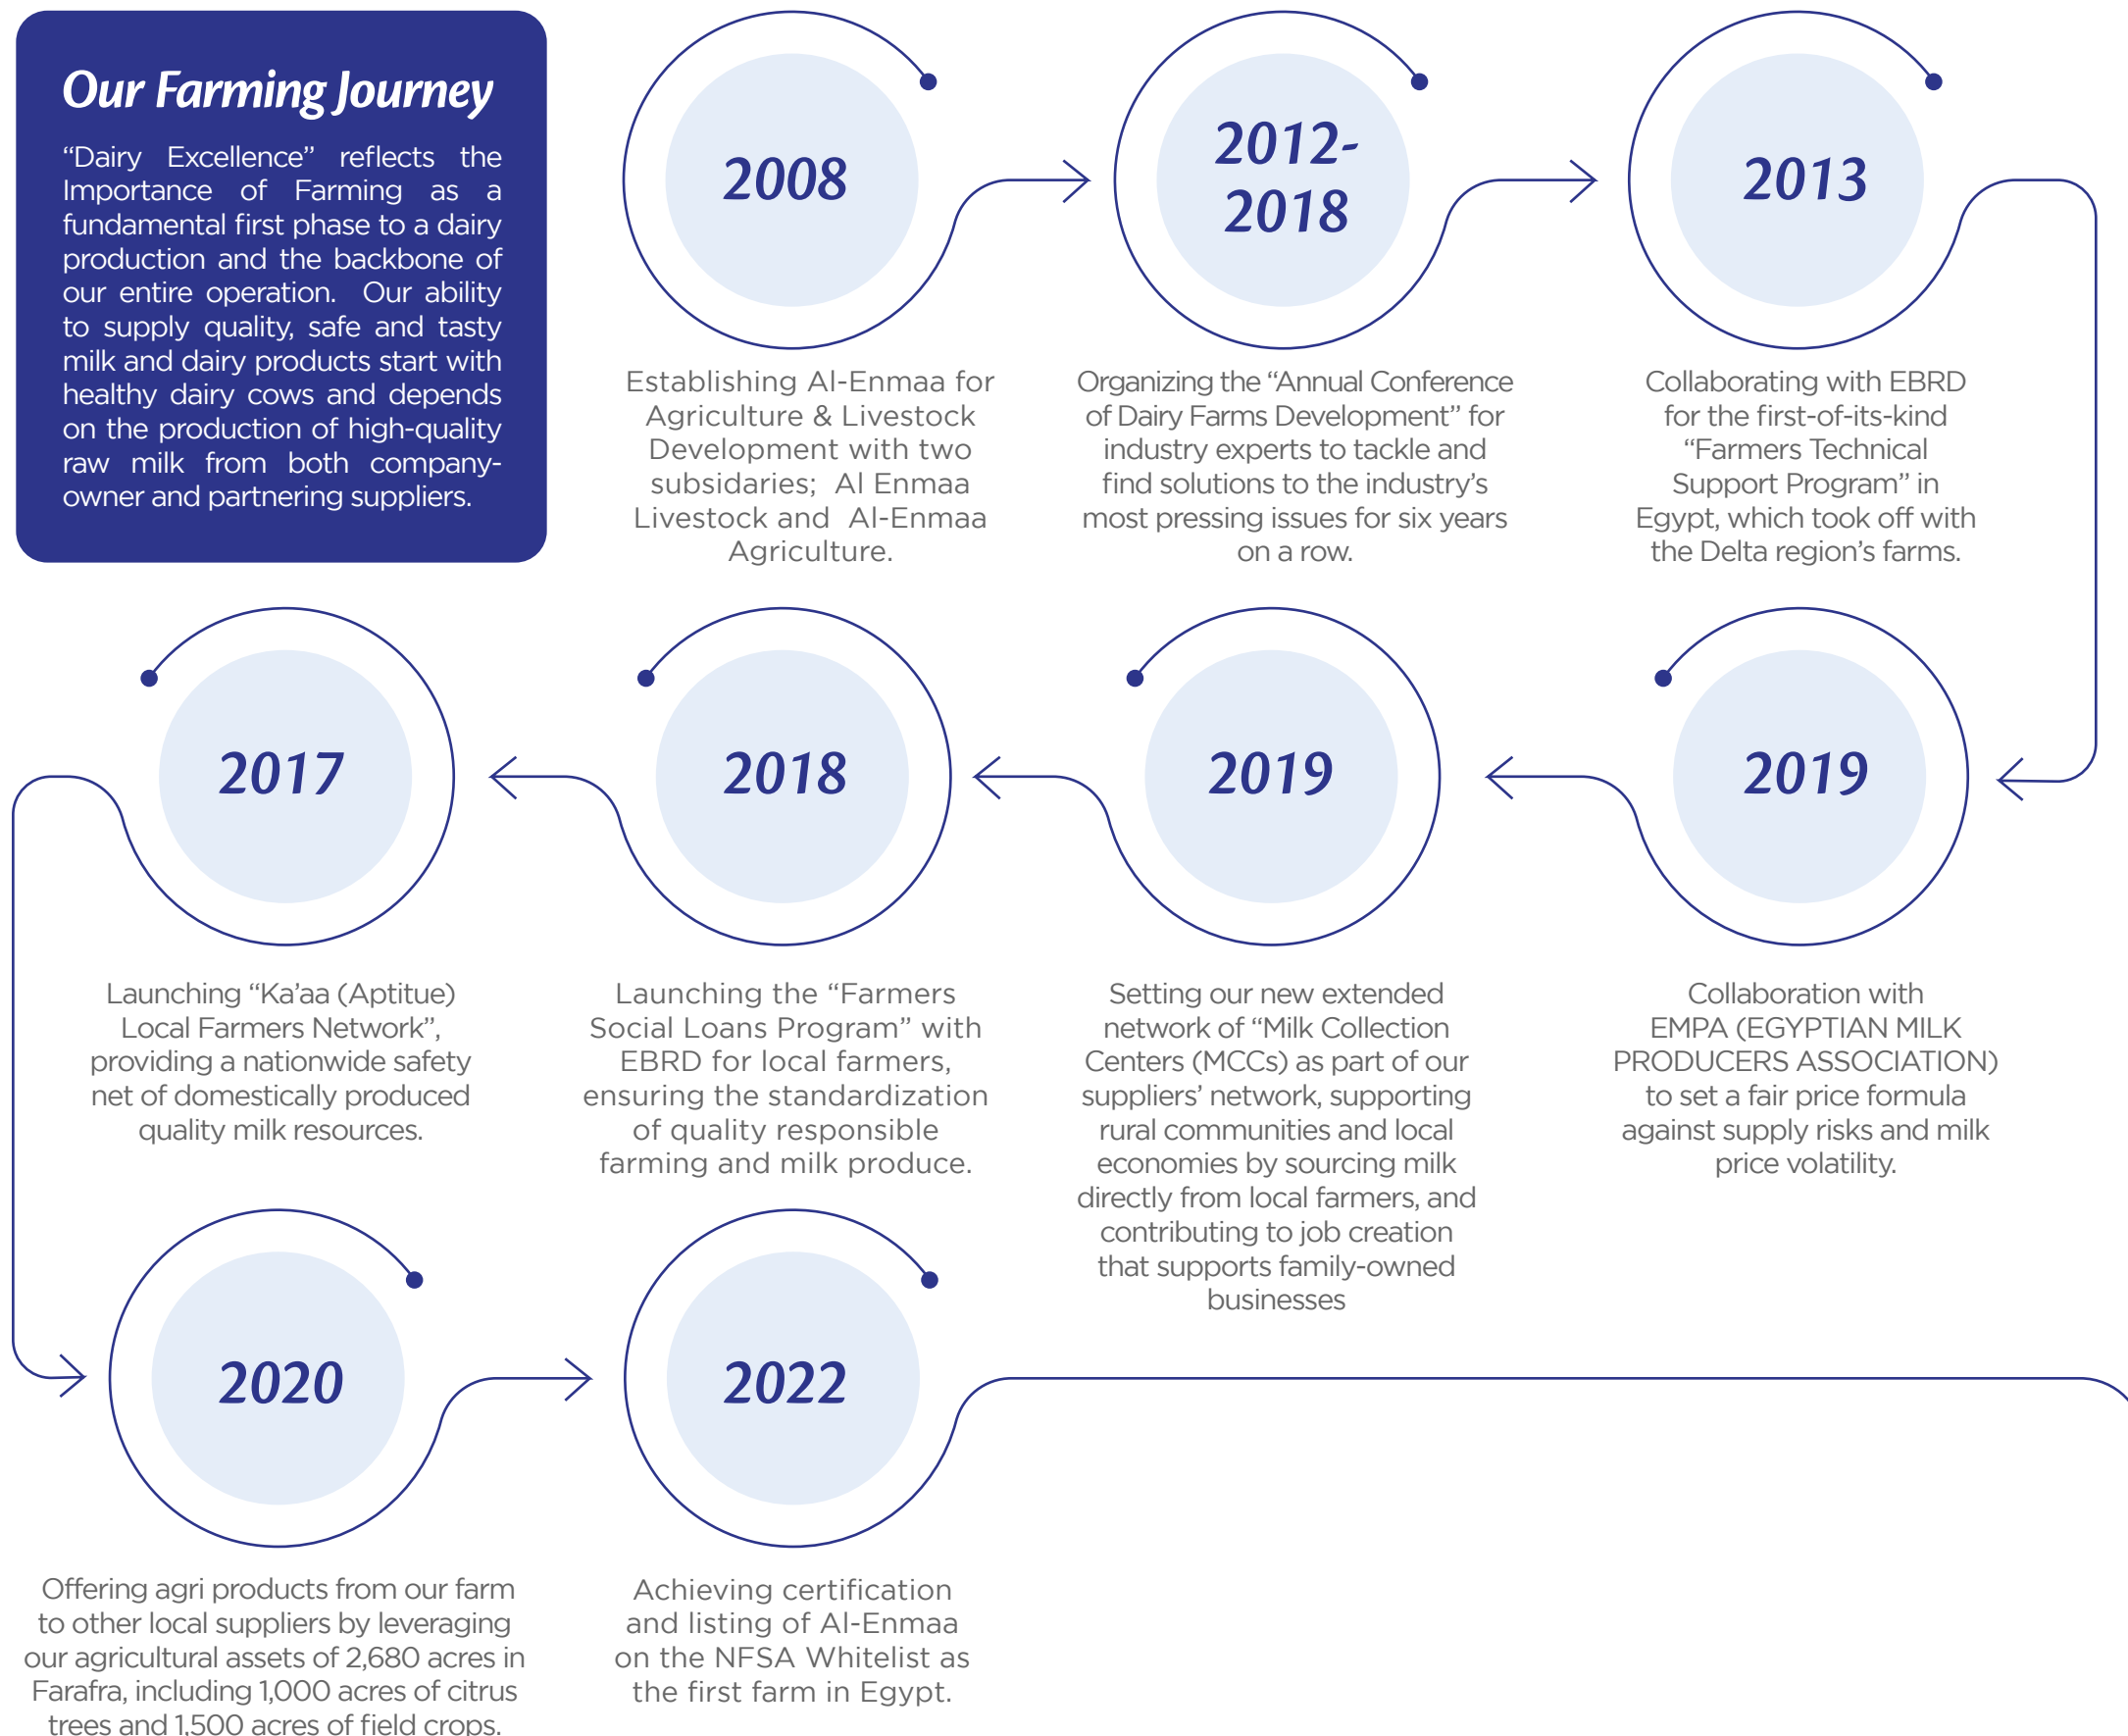 Our Farming Journey
“Dairy Excellence” reflects the
Importance of Farming as a
fundamental first phase to a dairy
production and the backbone of
our entire operation. Our ability
to supply quality, safe and tasty
milk and dairy products start with
healthy dairy cows and depends
on the production of high-quality
raw milk from both company-
owner and partnering suppliers.
2008
Establishing Al-Enmaa for
Agriculture & Livestock
Development with two
subsidaries; Al Enmaa
Livestock and Al-Enmaa
Agriculture.
2012-
2018
Organizing the “Annual Conference
of Dairy Farms Development” for
industry experts to tackle and
find solutions to the industry’s
most pressing issues for six years
on a row.
2013
Collaborating with EBRD
for the first-of-its-kind
“Farmers Technical
Support Program” in
Egypt, which took off with
the Delta region’s farms.
2017
Launching “Ka’aa (Aptitue)
Local Farmers Network”,
providing a nationwide safety
net of domestically produced
quality milk resources.
2018
Launching the “Farmers
Social Loans Program” with
EBRD for local farmers,
ensuring the standardization
of quality responsible
farming and milk produce.
2019
Setting our new extended
network of “Milk Collection
Centers (MCCs) as part of our
suppliers’ network, supporting
rural communities and local
economies by sourcing milk
directly from local farmers, and
contributing to job creation
that supports family-owned
businesses
2019
Collaboration with
EMPA (EGYPTIAN MILK
PRODUCERS ASSOCIATION)
to set a fair price formula
against supply risks and milk
price volatility.
2020
Offering agri products from our farm
to other local suppliers by leveraging
our agricultural assets of 2,680 acres in
Farafra, including 1,000 acres of citrus
trees and 1,500 acres of field crops.
2022
Achieving certification
and listing of Al-Enmaa
on the NFSA Whitelist as
the first farm in Egypt.